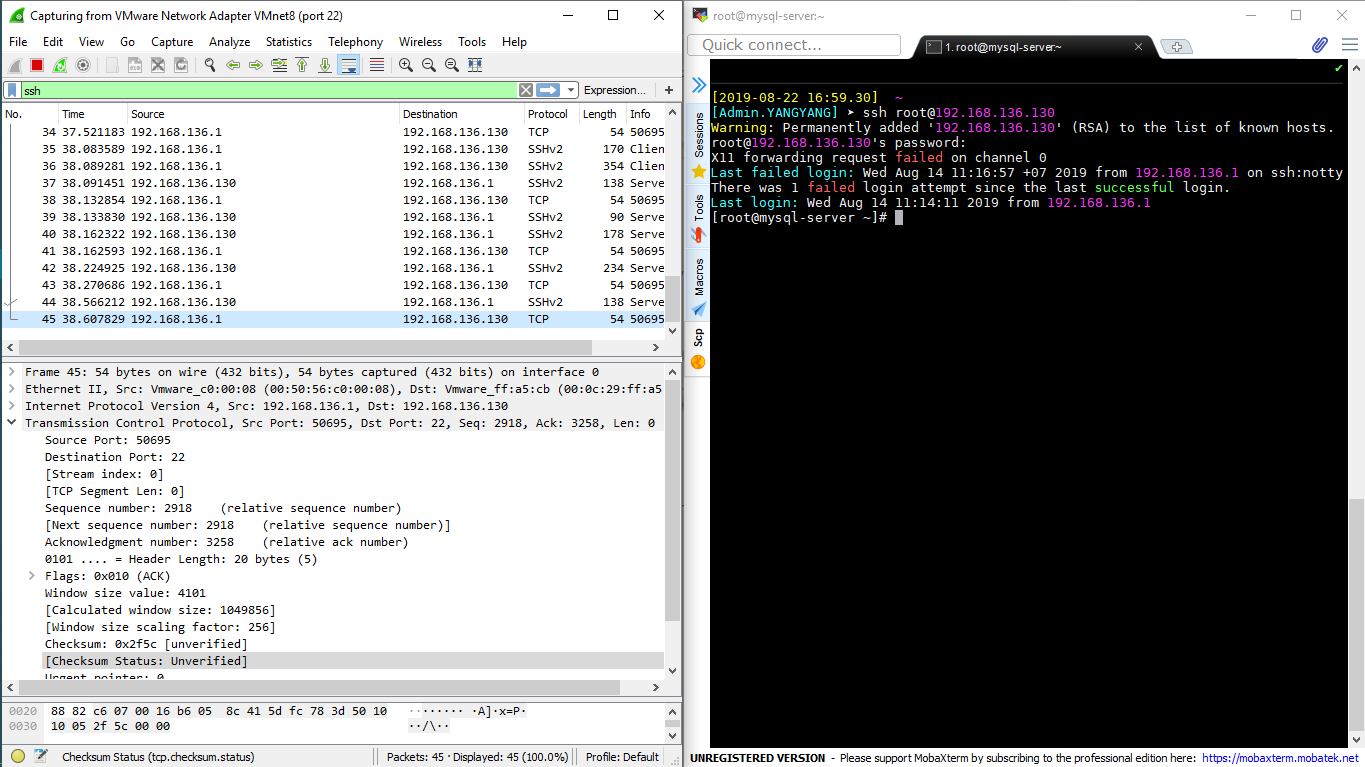 Capturing from VMware Network Adapter VMnet8 (port 22)
File Edit View Go Capture Analyze Statistics Telephony Wireless Tools Help
ssh
Expression...
+
No. Time Source Destination Protocol Length Info
34 37.521183 192.168.136.1 192.168.136.130 TCP 54 50695
35 38.083589 192.168.136.1 192.168.136.130 SSHv2 170 Clien
36 38.089281 192.168.136.1 192.168.136.130 SSHv2 354 Clien
37 38.091451 192.168.136.130 192.168.136.1 SSHv2 138 Serve
38 38.132854 192.168.136.1 192.168.136.130 TCP 54 50695
39 38.133830 192.168.136.130 192.168.136.1 SSHv2 90 Serve
40 38.162322 192.168.136.130 192.168.136.1 SSHv2 178 Serve
41 38.162593 192.168.136.1 192.168.136.130 TCP 54 50695
42 38.224925 192.168.136.130 192.168.136.1 SSHv2 234 Serve
43 38.270686 192.168.136.1 192.168.136.130 TCP 54 50695
44 38.566212 192.168.136.130 192.168.136.1 SSHv2 138 Serve
45 38.607829 192.168.136.1 192.168.136.130 TCP 54 50695
Frame 45: 54 bytes on wire (432 bits), 54 bytes captured (432 bits) on interface 0
Ethernet II, Src: Vmware_c0:00:08 (00:50:56:c0:00:08), Dst: Vmware_ff:a5:cb (00:0c:29:ff:a5
Internet Protocol Version 4, Src: 192.168.136.1, Dst: 192.168.136.130
Transmission Control Protocol, Src Port: 50695, Dst Port: 22, Seq: 2918, Ack: 3258, Len: 0
Source Port: 50695
Destination Port: 22
[Stream index: 0]
[TCP Segment Len: 0]
Sequence number: 2918 (relative sequence number)
[Next sequence number: 2918 (relative sequence number)]
Acknowledgment number: 3258 (relative ack number)
0101 .... = Header Length: 20 bytes (5)
Flags: 0x010 (ACK)
Window size value: 4101
[Calculated window size: 1049856]
[Window size scaling factor: 256]
Checksum: 0x2f5c [unverified]
[Checksum Status: Unverified]
Urgent pointer: 0
0020 88 82 c6 07 00 16 b6 05 8c 41 5d fc 78 3d 50 10 ········ ·A]·x=P·
0030 10 05 2f 5c 00 00 ··/\··
Checksum Status (tcp.checksum.status)
Packets: 45 · Displayed: 45 (100.0%)
Profile: Default
root@mysql-server:~
Quick connect...
1. root@mysql-server:~
Sessions
Tools
Macros
Scp
[2019-08-22 16:59.30] ~
[Admin.YANGYANG] ➤ ssh root@192.168.136.130
Warning: Permanently added '192.168.136.130' (RSA) to the list of known hosts.
root@192.168.136.130's password:
X11 forwarding request failed on channel 0
Last failed login: Wed Aug 14 11:16:57 +07 2019 from 192.168.136.1 on ssh:notty
There was 1 failed login attempt since the last successful login.
Last login: Wed Aug 14 11:14:11 2019 from 192.168.136.1
[root@mysql-server ~]#
UNREGISTERED VERSION - Please support MobaXterm by subscribing to the professional edition here: https://mobaxterm.mobatek.net